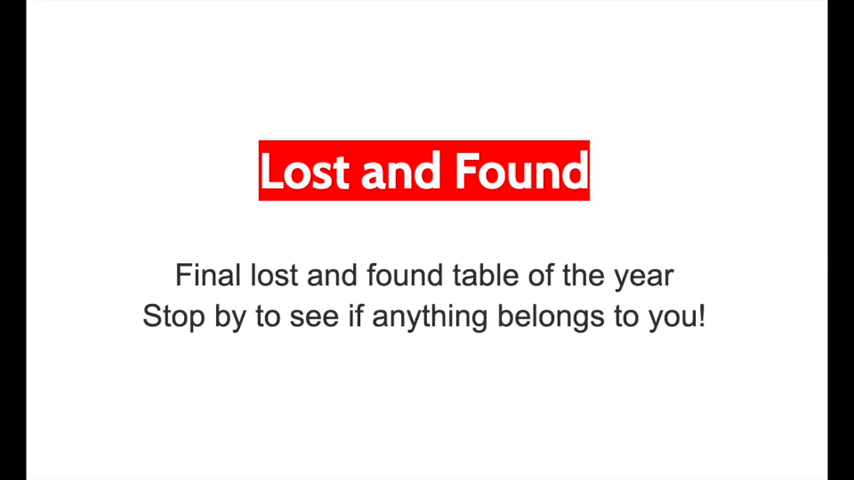 Lost and Found
Final lost and found table of the year
Stop by to see if anything belongs to you!